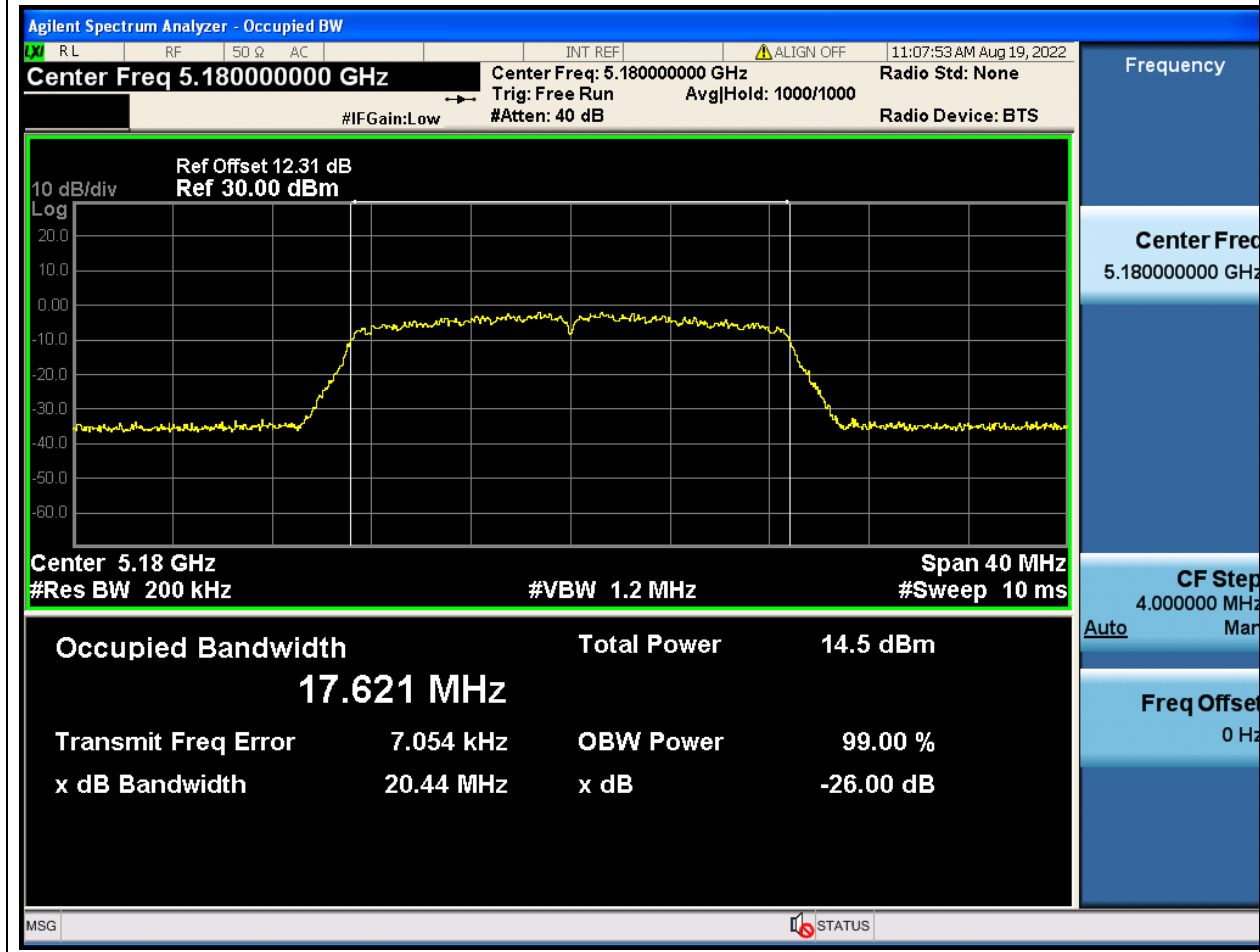 Agilent Spectrum Analyzer - Occupied BW
LXI RL RF 50 Ω AC INT REF ALIGN OFF 11:07:53 AM Aug 19, 2022
Center Freq 5.180000000 GHz
Center Freq: 5.180000000 GHz
Radio Std: None
Trig: Free Run Avg|Hold: 1000/1000
#IFGain:Low
#Atten: 40 dB
Radio Device: BTS
Frequency
Ref Offset 12.31 dB
10 dB/div Ref 30.00 dBm
Log
20.0
10.0
0.00
-10.0
-20.0
-30.0
-40.0
-50.0
-60.0
Center 5.18 GHz Span 40 MHz
#Res BW 200 kHz #VBW 1.2 MHz #Sweep 10 ms
Occupied Bandwidth Total Power 14.5 dBm
17.621 MHz
Transmit Freq Error 7.054 kHz OBW Power 99.00 %
x dB Bandwidth 20.44 MHz x dB -26.00 dB
Center Freq
5.180000000 GHz
CF Step
4.000000 MHz
Auto Man
Freq Offset
0 Hz
MSG STATUS